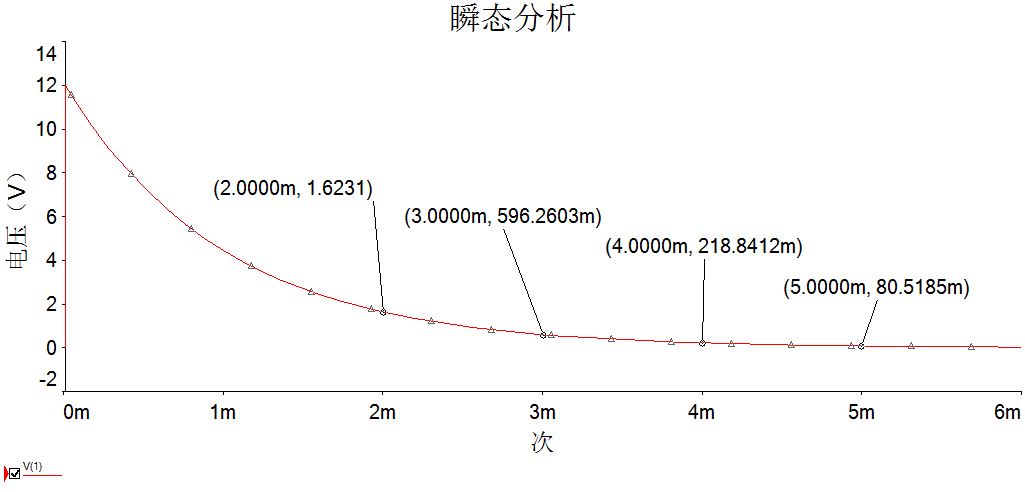 瞬态分析
14
12
10
8
6
4
2
0
-2
电压（V）
(2.0000m, 1.6231)
(3.0000m, 596.2603m)
(4.0000m, 218.8412m)
(5.0000m, 80.5185m)
0m 1m 2m 3m 4m 5m 6m
次
V(1)